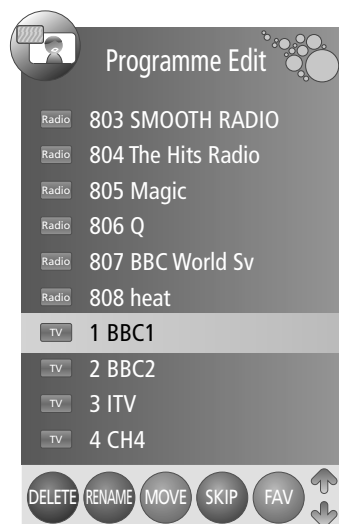 Programme Edit
Radio 803 SMOOTH RADIO
Radio 804 The Hits Radio
Radio 805 Magic
Radio 806 Q
Radio 807 BBC World Sv
Radio 808 heat
TV 1 BBC1
TV 2 BBC2
TV 3 ITV
TV 4 CH4
DELETE RENAME MOVE SKIP FAV